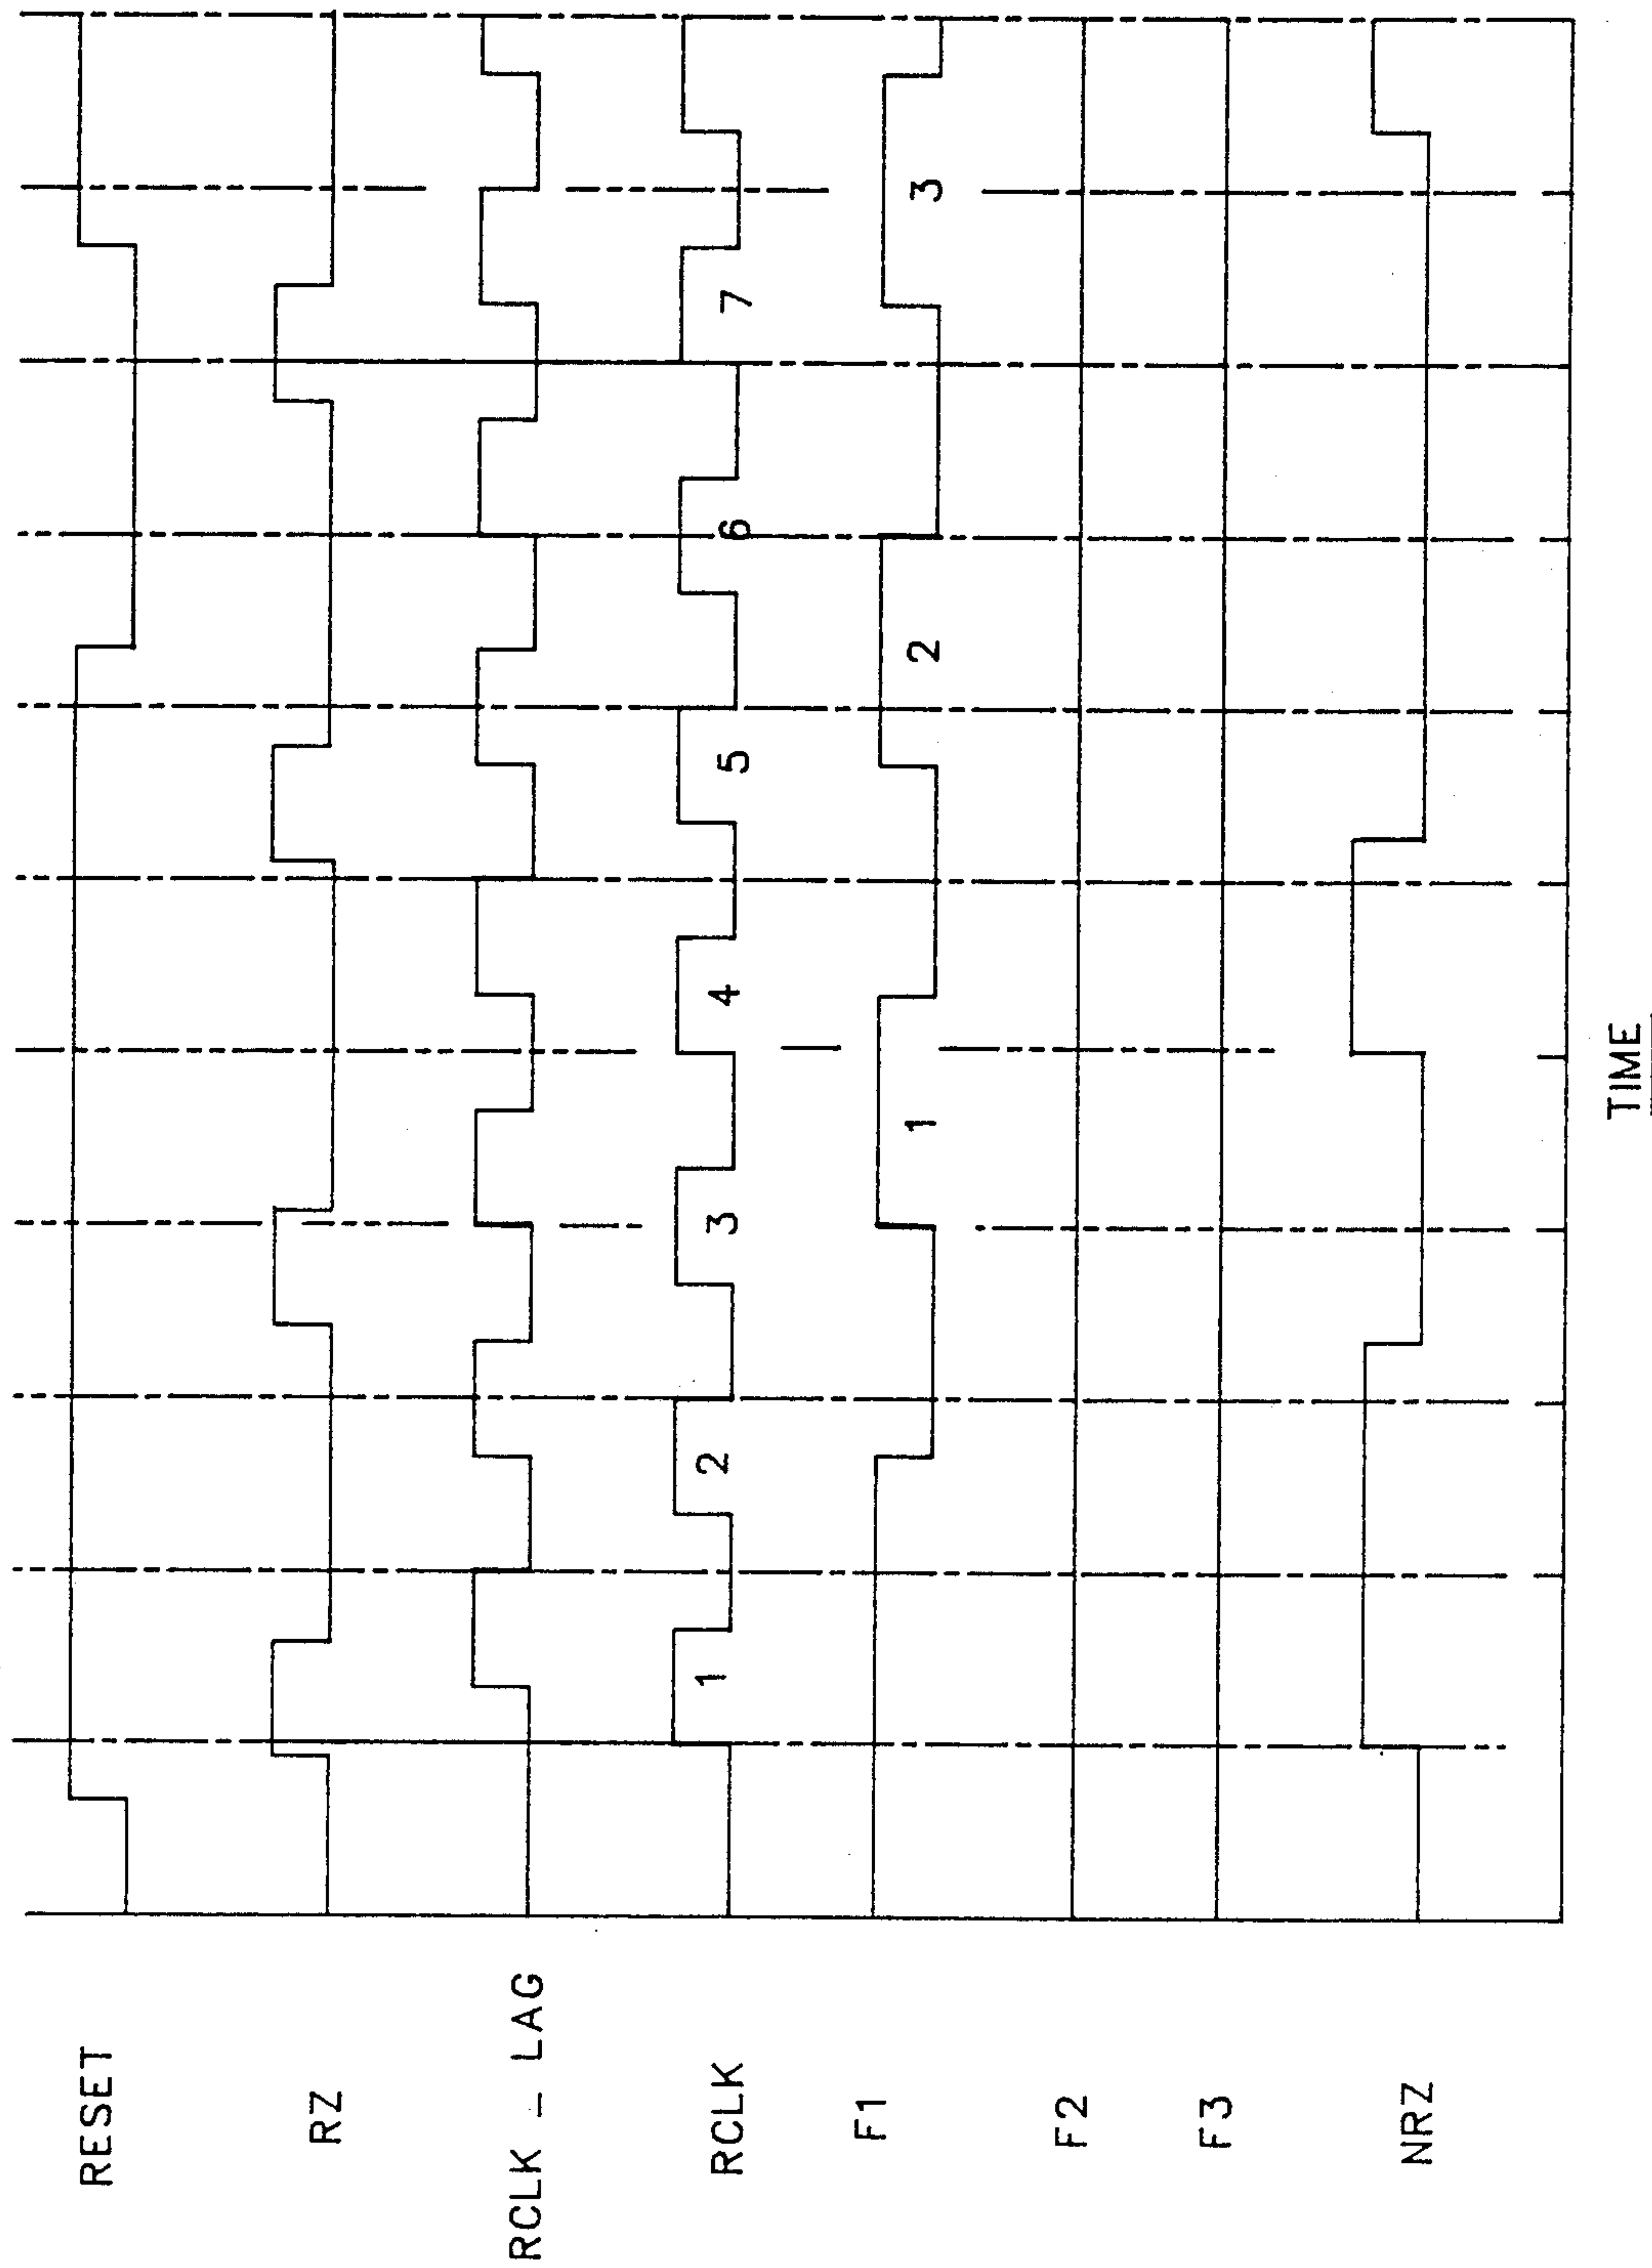 RESET
RZ
RCLK _ LAG
RCLK
1 2 3 4 5 6 7
F1
1 2 3
F2
F3
NRZ
TIME